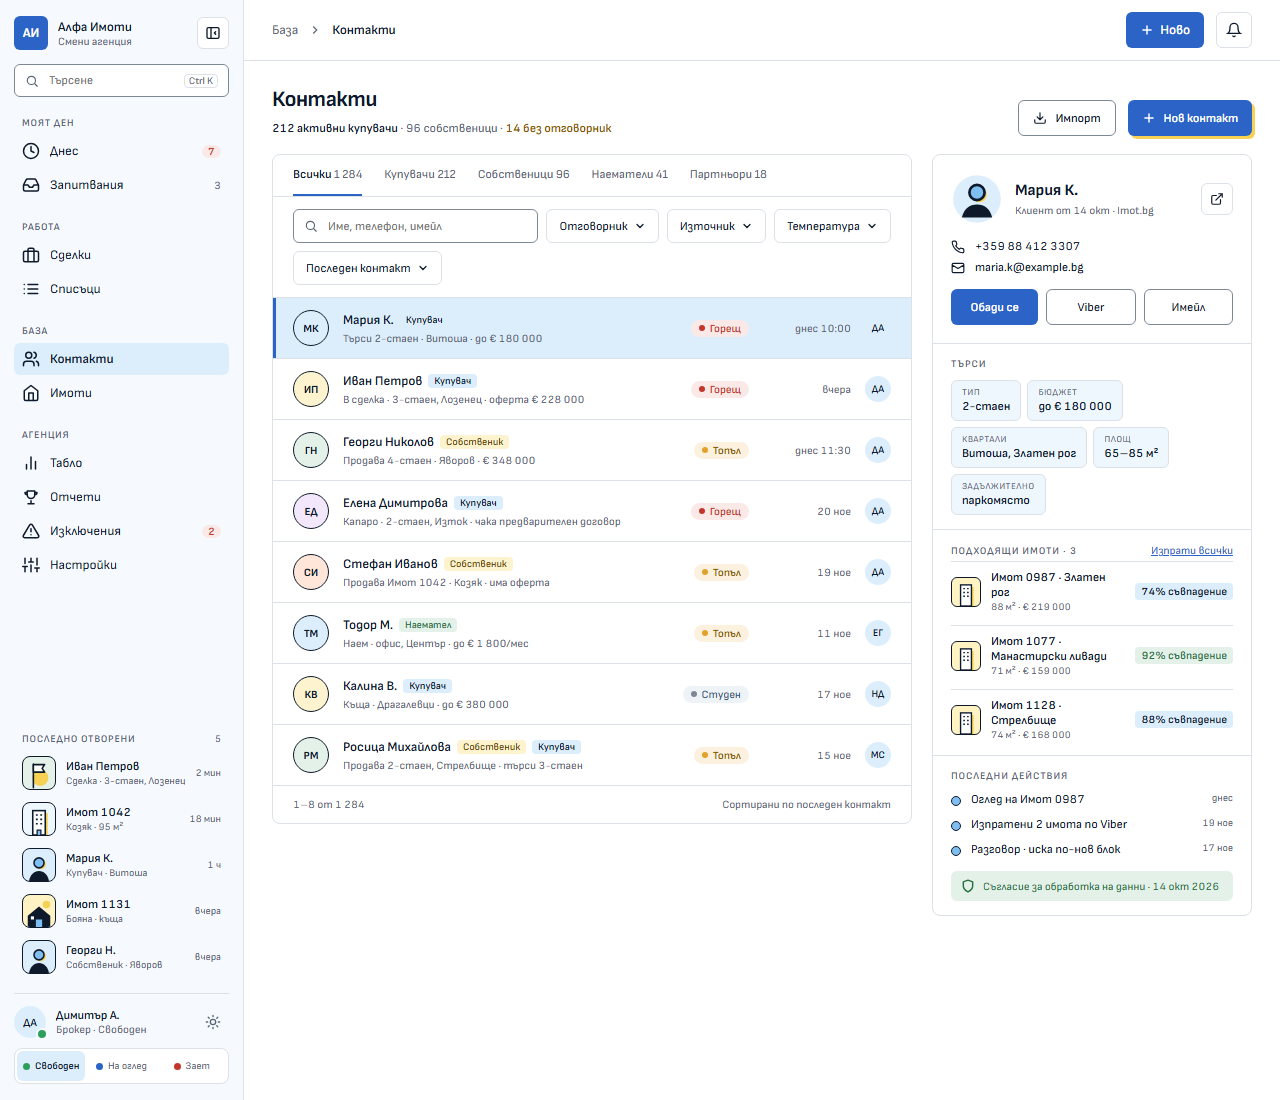 АИ
Алфа Имоти
Смени агенция
Търсене
Ctrl K
МОЯТ ДЕН
Днес
7
Запитвания
3
РАБОТА
Сделки
Списъци
БАЗА
Контакти
Имоти
АГЕНЦИЯ
Табло
Отчети
Изключения
2
Настройки
ПОСЛЕДНО ОТВОРЕНИ
5
Иван Петров
Сделка · 3-стаен, Лозенец
2 мин
Имот 1042
Козяк · 95 м²
18 мин
Мария К.
Купувач · Витоша
1 ч
Имот 1131
Бояна · къща
вчера
Георги Н.
Собственик · Яворов
вчера
ДА
Димитър А.
Брокер · Свободен
Свободен
На оглед
Зает
База
Контакти
Ново
Контакти
212 активни купувачи · 96 собственици · 14 без отговорник
Импорт
Нов контакт
Всички 1 284
Купувачи 212
Собственици 96
Наематели 41
Партньори 18
Име, телефон, имейл
Отговорник
Източник
Температура
Последен контакт
МК
Мария К.
Купувач
Търси 2-стаен · Витоша · до € 180 000
Горещ
днес 10:00
ДА
ИП
Иван Петров
Купувач
В сделка · 3-стаен, Лозенец · оферта € 228 000
Горещ
вчера
ДА
ГН
Георги Николов
Собственик
Продава 4-стаен · Яворов · € 348 000
Топъл
днес 11:30
ДА
ЕД
Елена Димитрова
Купувач
Капаро · 2-стаен, Изток · чака предварителен договор
Горещ
20 ное
ДА
СИ
Стефан Иванов
Собственик
Продава Имот 1042 · Козяк · има оферта
Топъл
19 ное
ДА
ТМ
Тодор М.
Наемател
Наем · офис, Център · до € 1 800/мес
Топъл
11 ное
ЕГ
КВ
Калина В.
Купувач
Къща · Драгалевци · до € 380 000
Студен
17 ное
НД
РМ
Росица Михайлова
Собственик
Купувач
Продава 2-стаен, Стрелбище · търси 3-стаен
Топъл
15 ное
МС
1–8 от 1 284
Сортирани по последен контакт
Мария К.
Клиент от 14 окт · Imot.bg
+359 88 412 3307
maria.k@example.bg
Обади се
Viber
Имейл
ТЪРСИ
ТИП
2-стаен
БЮДЖЕТ
до € 180 000
КВАРТАЛИ
Витоша, Златен рог
ПЛОЩ
65–85 м²
ЗАДЪЛЖИТЕЛНО
паркомясто
ПОДХОДЯЩИ ИМОТИ · 3
Изпрати всички
Имот 0987 · Златен
рог
88 м² · € 219 000
74% съвпадение
Имот 1077 ·
Манастирски ливади
71 м² · € 159 000
92% съвпадение
Имот 1128 ·
Стрелбище
74 м² · € 168 000
88% съвпадение
ПОСЛЕДНИ ДЕЙСТВИЯ
Оглед на Имот 0987
днес
Изпратени 2 имота по Viber
19 ное
Разговор · иска по-нов блок
17 ное
Съгласие за обработка на данни · 14 окт 2026